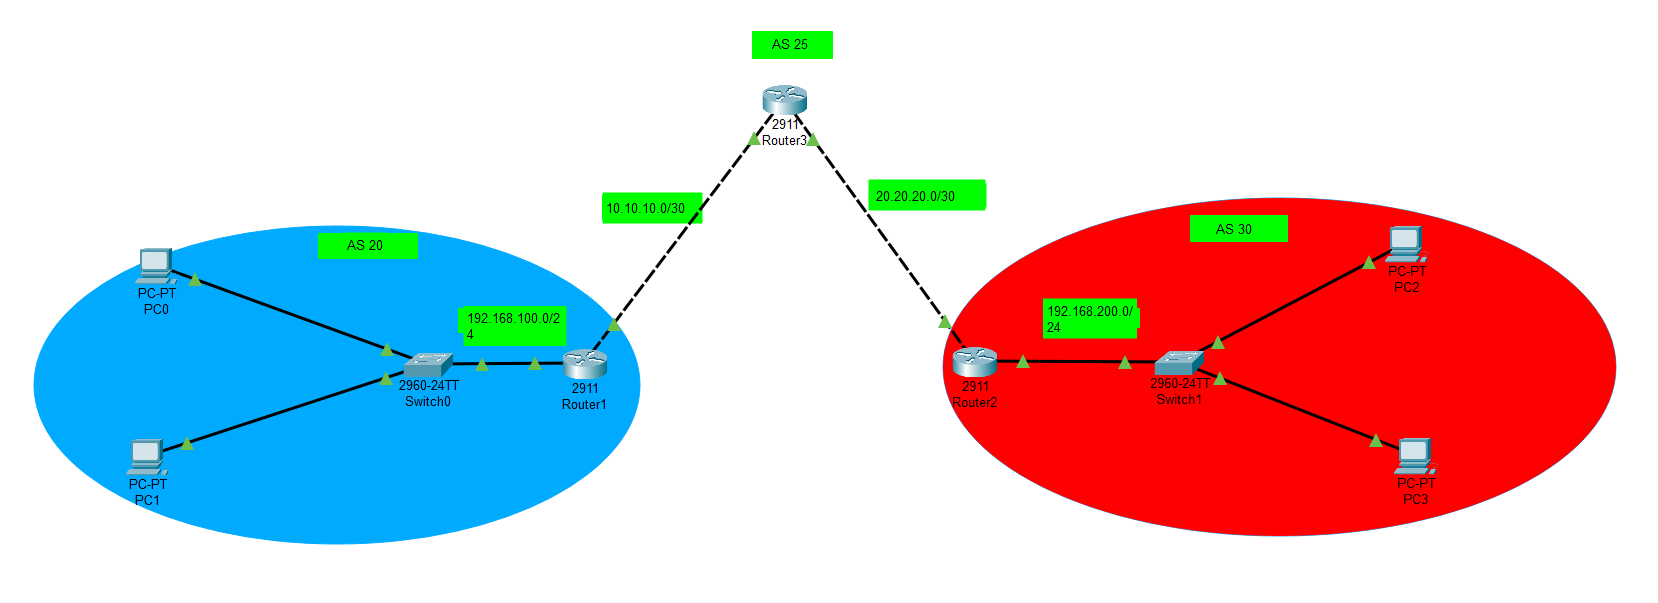 AS 25
2911
Router3
10.10.10.0/30
20.20.20.0/30
AS 20
AS 30
PC-PT
PC0
192.168.100.0/2
4
2960-24TT
Switch0
2911
Router1
PC-PT
PC1
192.168.200.0/
24
2911
Router2
2960-24TT
Switch1
PC-PT
PC2
PC-PT
PC3